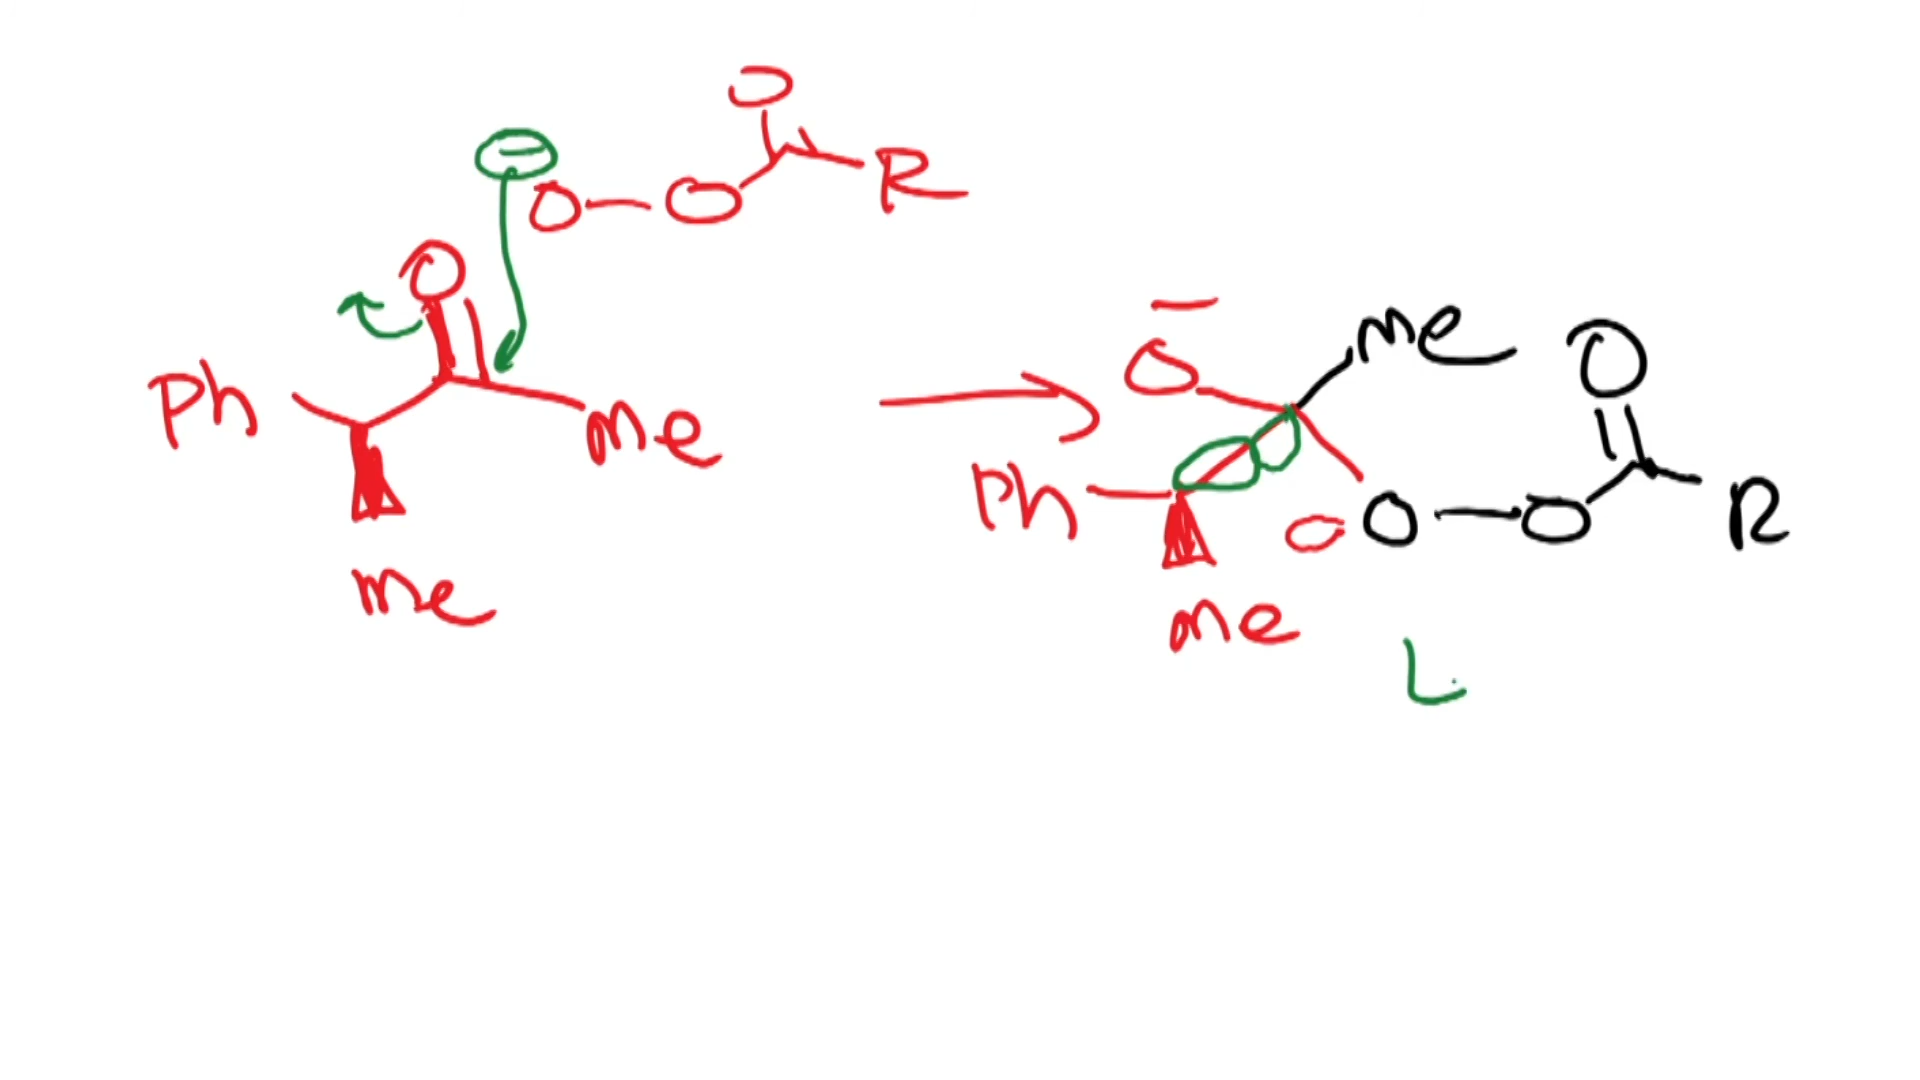 O
⊖
O—O R
O
Ph Me
Me
— Me O
O
Ph O O—O R
Me
L